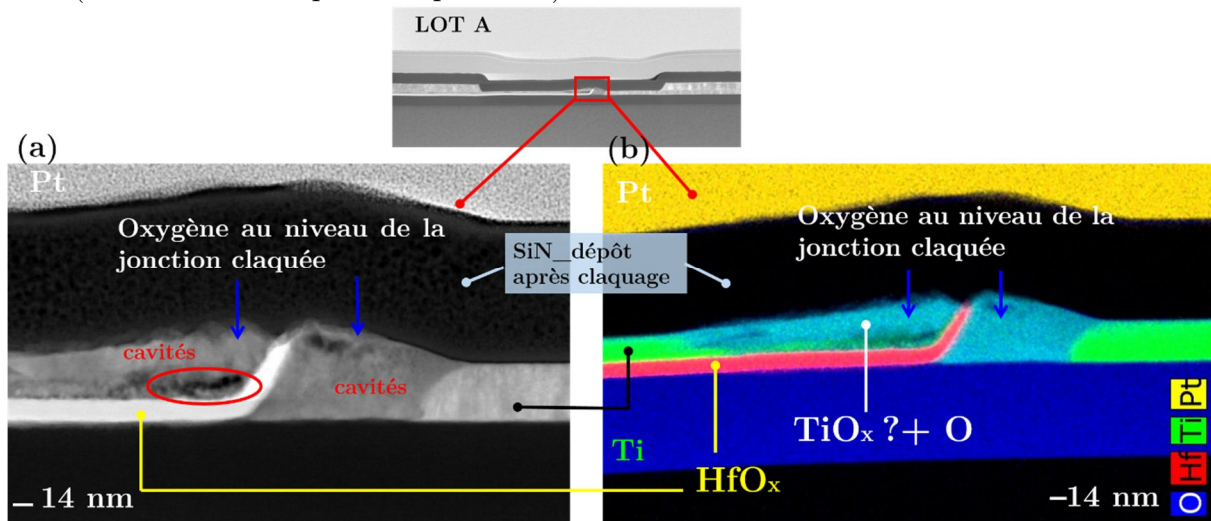 LOT A
(a)
(b)
Pt
Pt
Oxygène au niveau de la
jonction claquée
Oxygène au niveau de la
jonction claquée
SiN_dépôt
après claquage
cavités
cavités
TiOₓ ?+ O
Ti
HfOₓ
14 nm
14 nm
Pt
Ti
Hf
O